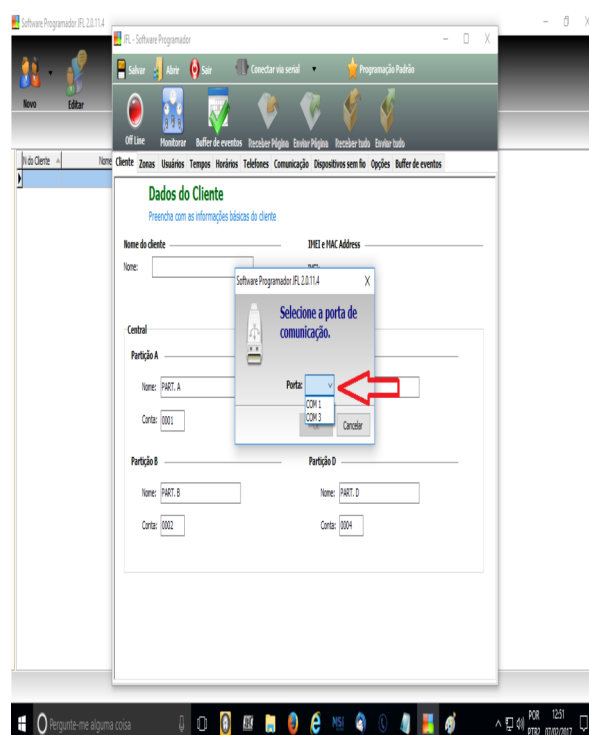 Software Programador JFL 2.0.11.4
JFL - Software Programador
Salvar Abrir Sair Conectar via serial Programação Padrão
Novo Editar
Off Line Monitorar Buffer de eventos Receber Página Enviar Página Receber tudo Enviar tudo
N do Cliente Nome
Cliente Zonas Usuários Tempos Horários Telefones Comunicação Dispositivos sem fio Opções Buffer de eventos
Dados do Cliente
Preencha com as informações básicas do cliente
Nome do cliente IMEI e MAC Address
Nome:
Software Programador JFL 2.0.11.4
Selecione a porta de
comunicação.
Porta:
COM 1
COM 3
Cancelar
Central
Partição A
Nome: PART. A
Conta: 0001
Partição B Partição D
Nome: PART. B Nome: PART. D
Conta: 0002 Conta: 0004
Pergunte-me alguma coisa
MSI
POR 12:51
PTB2 07/02/2017